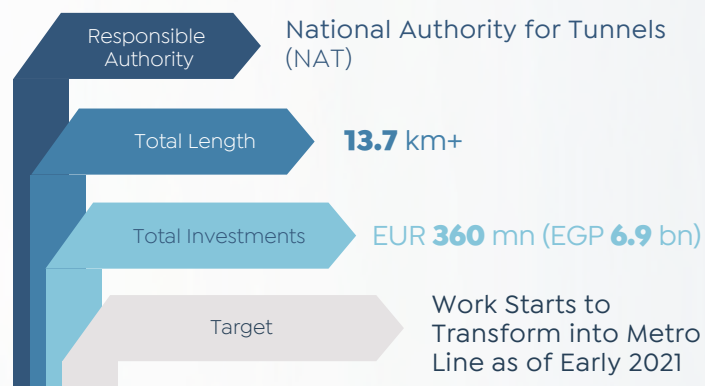 Responsible
Authority
National Authority for Tunnels
(NAT)
Total Length
13.7 km+
Total Investments
EUR 360 mn (EGP 6.9 bn)
Target
Work Starts to
Transform into Metro
Line as of Early 2021